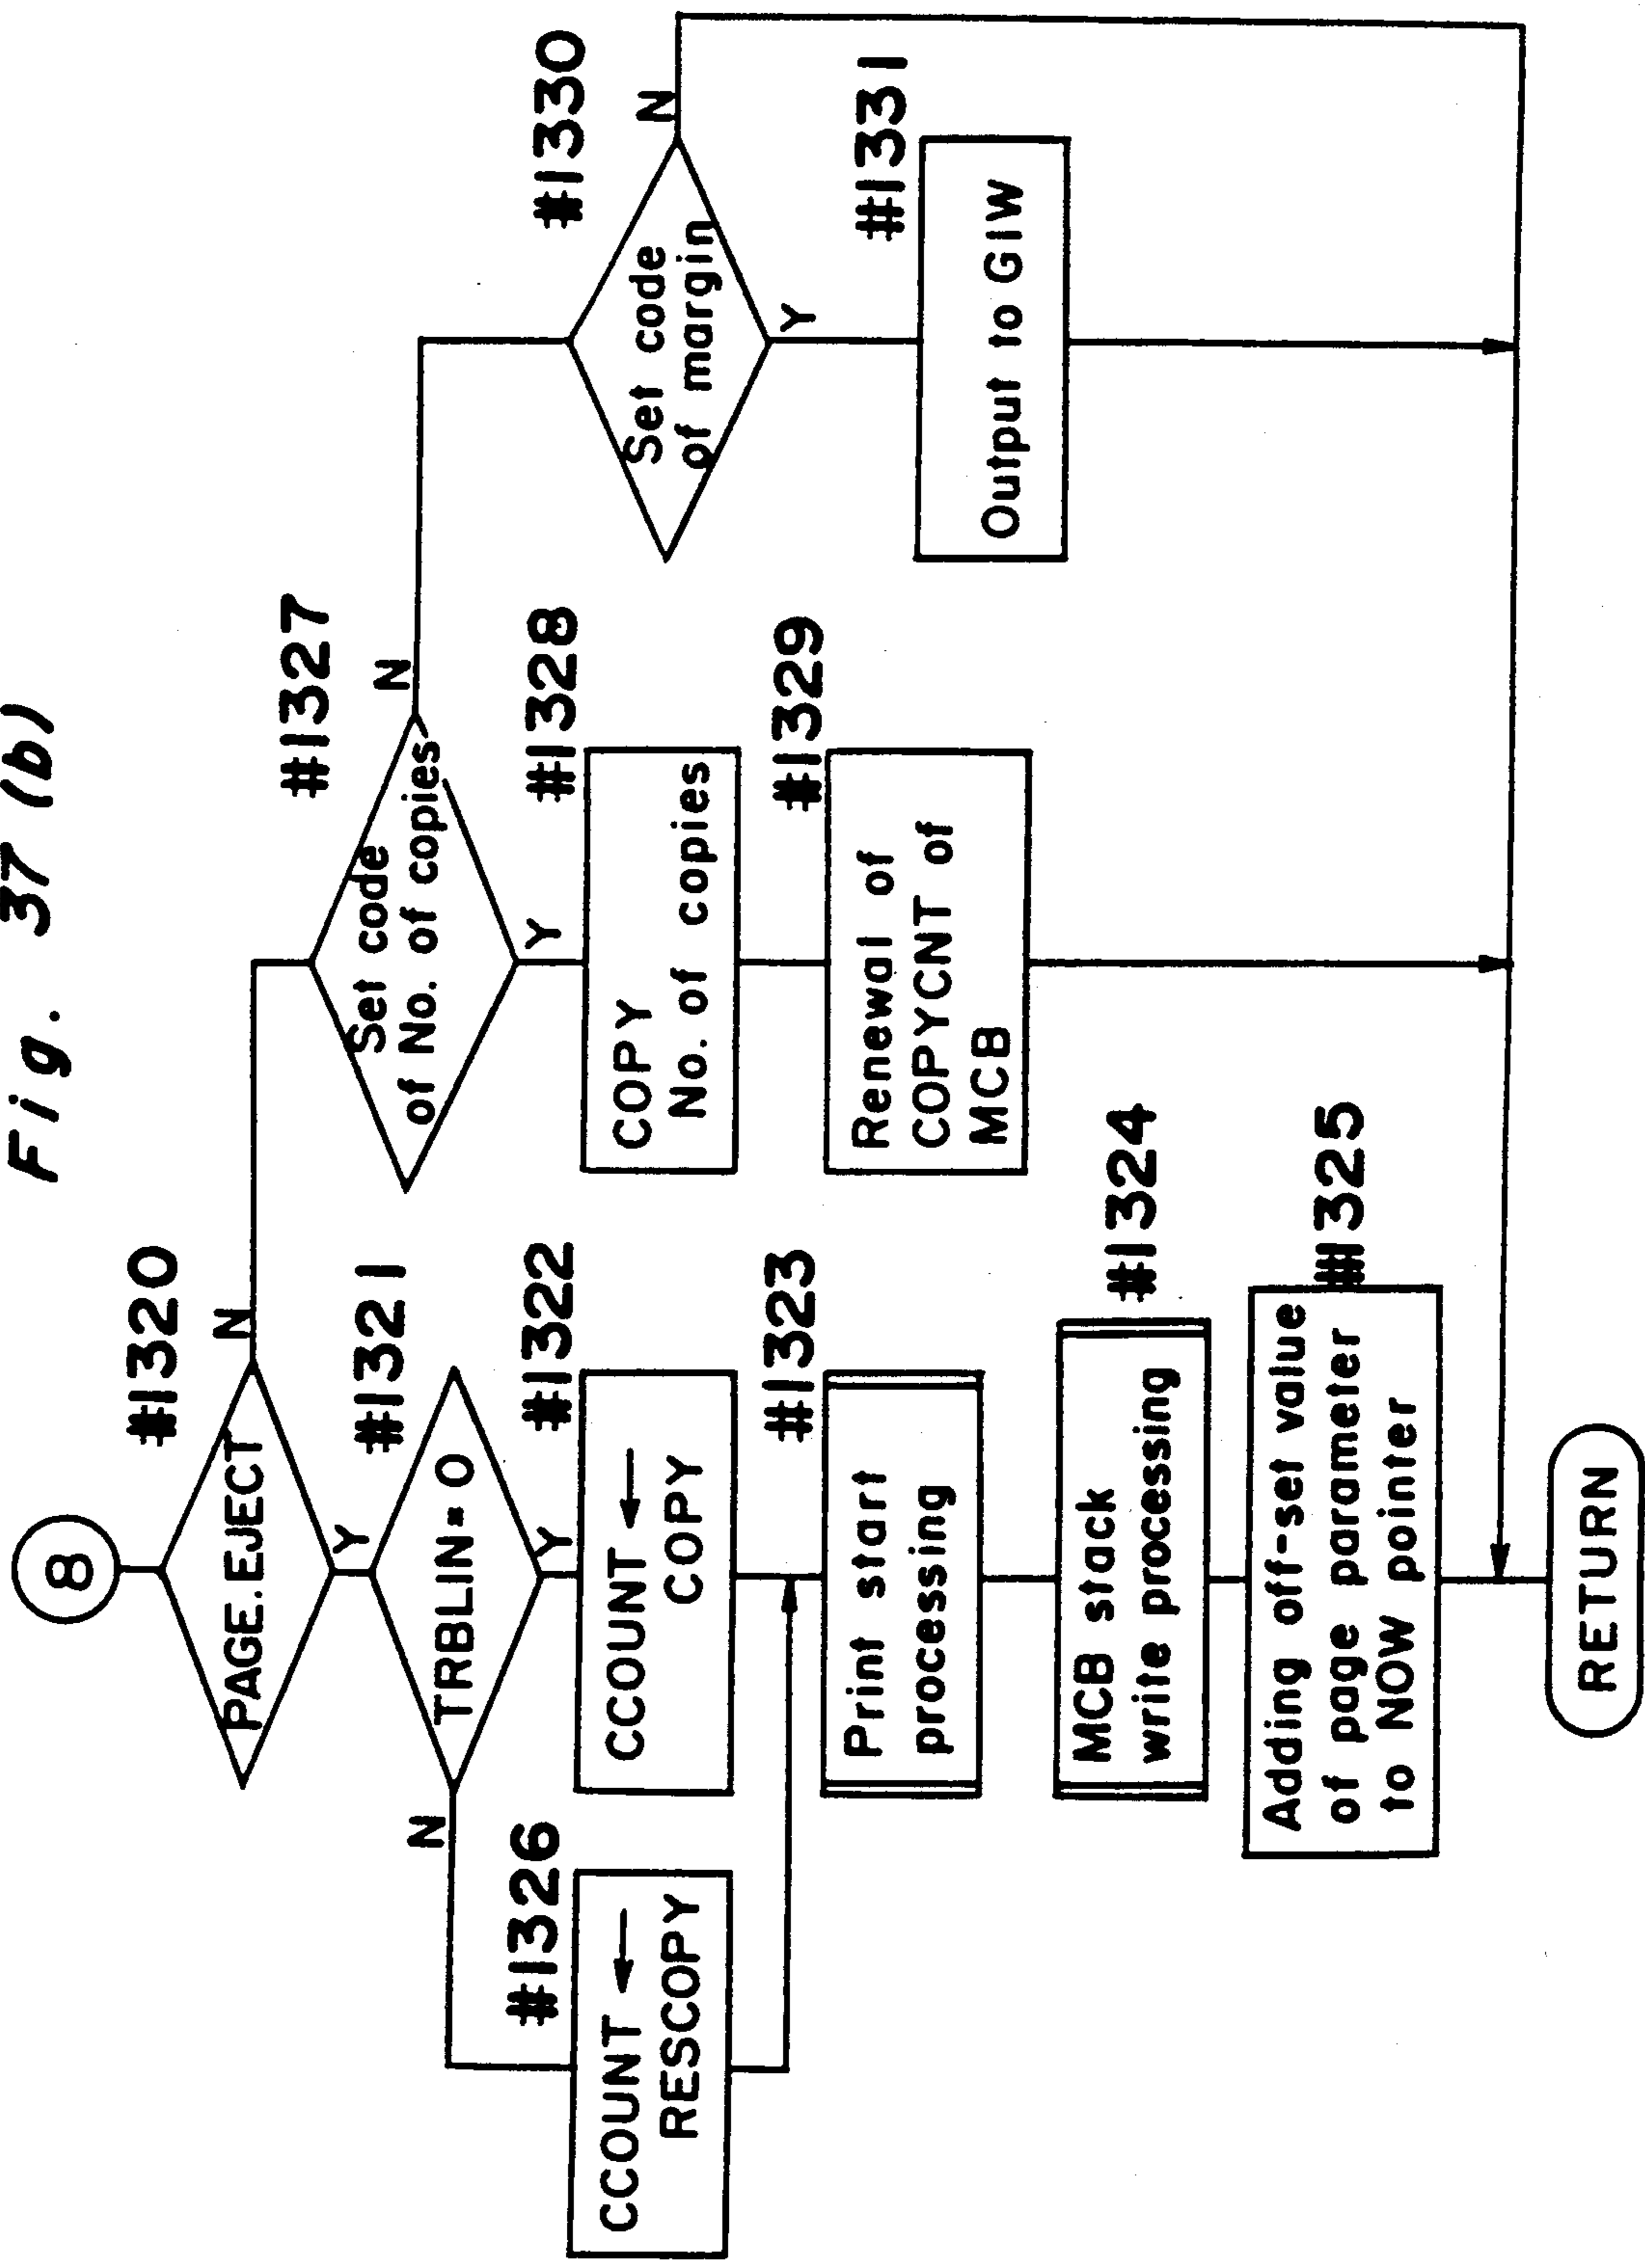 Fig. 37 (b)
8
#1320
PAGE.EJECT
N
Y
#1321
TRBLIN = 0
N
Y
#1322
CCOUNT ←
COPY
#1326
CCOUNT ←
RESCOPY
#1323
Print start
processing
#1324
MCB stack
write processing
#1325
Adding off-set value
of page parameter
to NOW pointer
RETURN
#1327
Set code
of No. of copies
N
Y
#1328
COPY
No. of copies
#1329
Renewal of
COPYCNT of
MCB
#1330
Set code
of margin
N
Y
#1331
Output to GIW